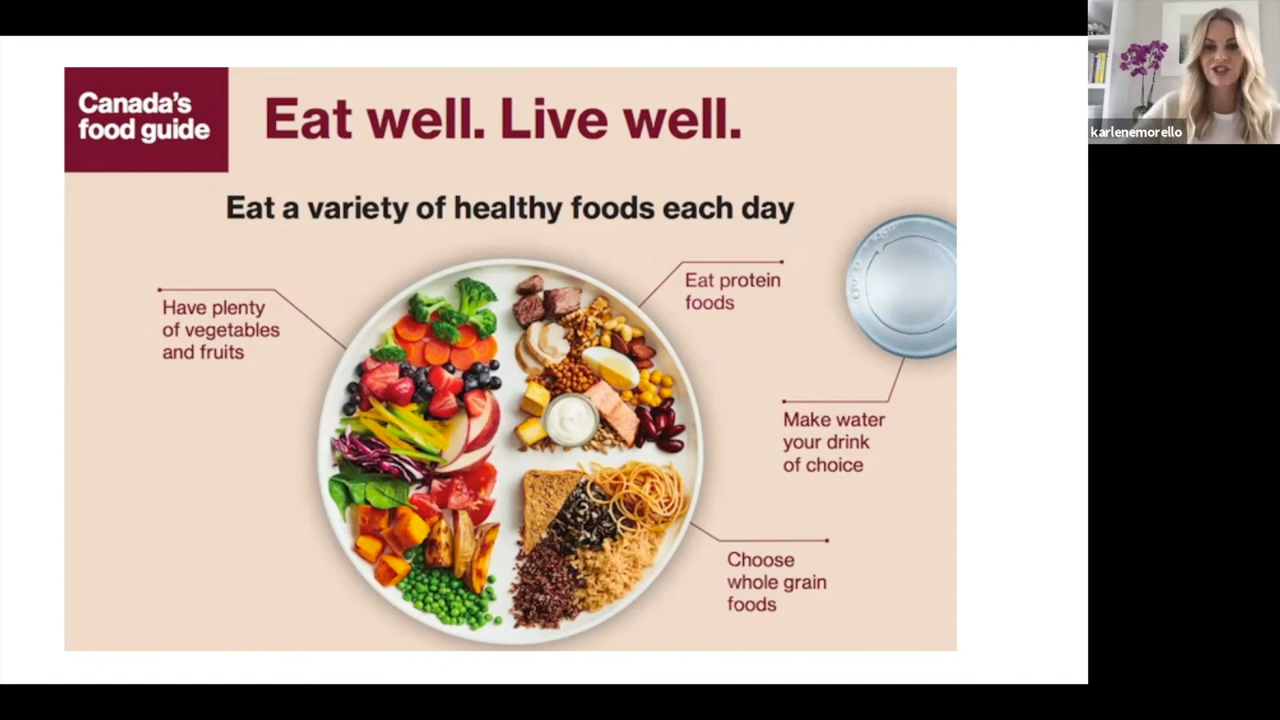 Canada's
food guide
Eat well. Live well.
Eat a variety of healthy foods each day
Have plenty
of vegetables
and fruits
Eat protein
foods
Make water
your drink
of choice
Choose
whole grain
foods
karlenemorello